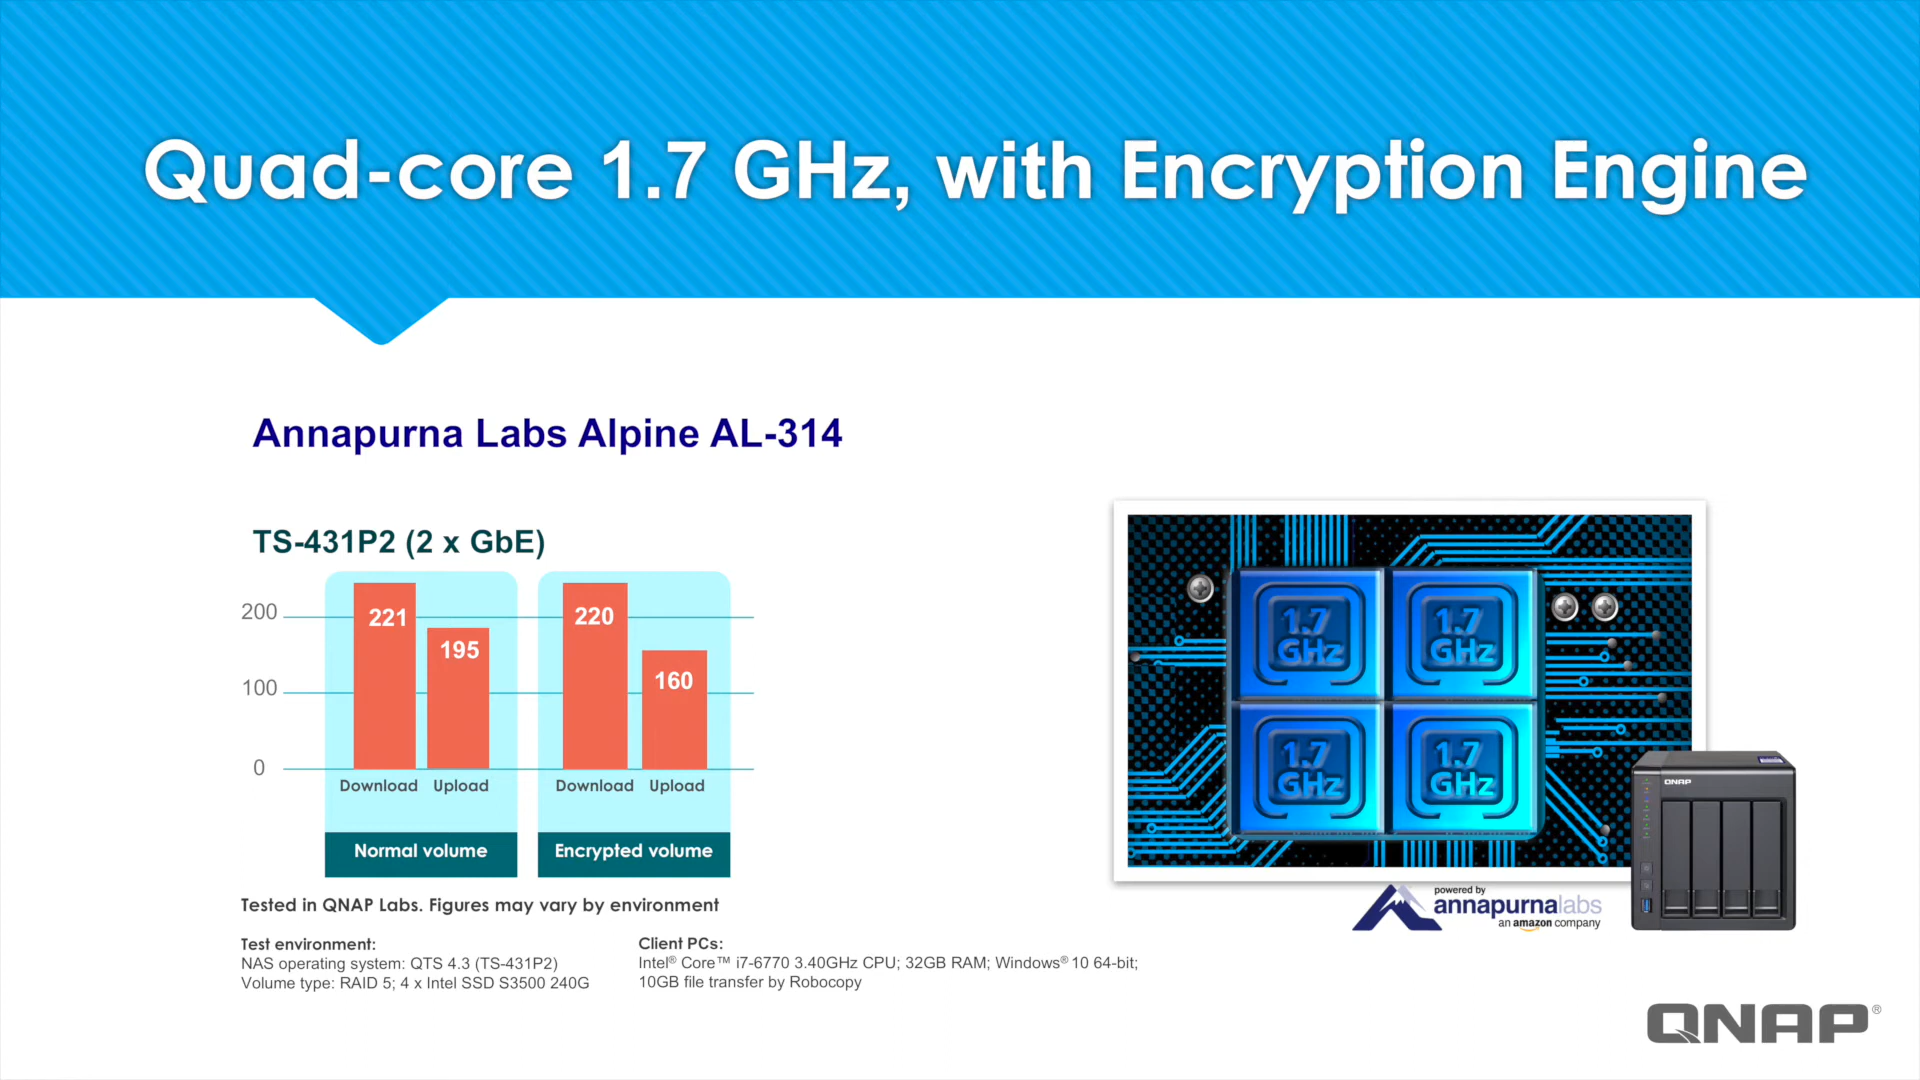 Quad-core 1.7 GHz, with Encryption Engine
Annapurna Labs Alpine AL-314
TS-431P2 (2 x GbE)
200
100
0
221
195
220
160
Download Upload
Download Upload
Normal volume
Encrypted volume
Tested in QNAP Labs. Figures may vary by environment
Test environment:
NAS operating system: QTS 4.3 (TS-431P2)
Volume type: RAID 5; 4 x Intel SSD S3500 240G
Client PCs:
Intel® Core™ i7-6770 3.40GHz CPU; 32GB RAM; Windows® 10 64-bit;
10GB file transfer by Robocopy
1.7
GHz
1.7
GHz
1.7
GHz
1.7
GHz
powered by
annapurnalabs
an amazon company
QNAP
QNAP®